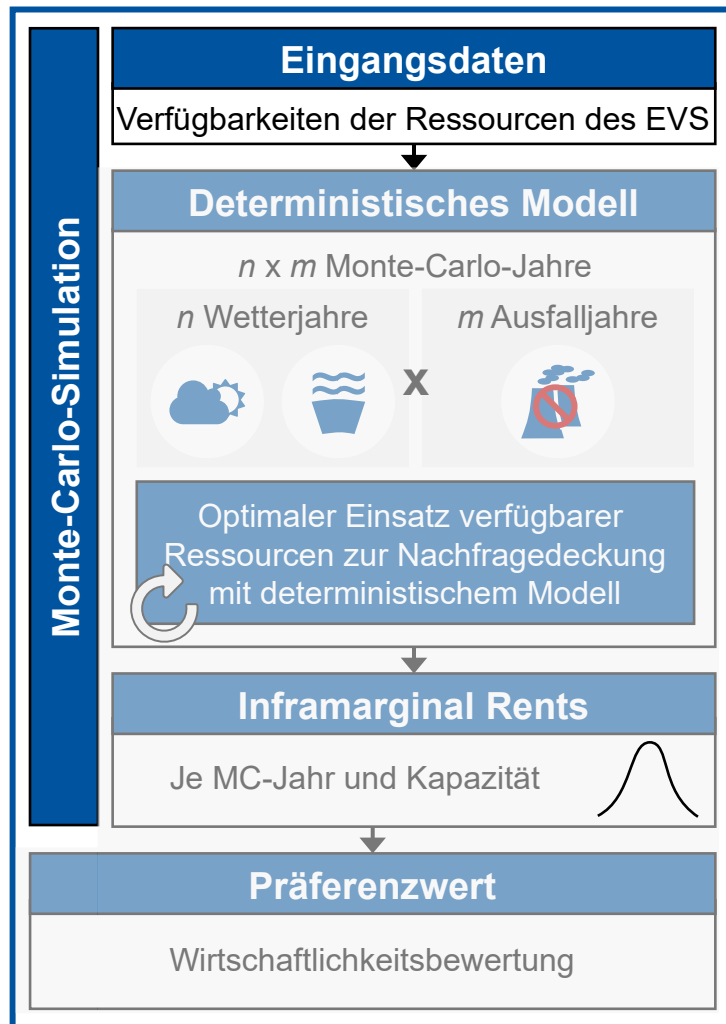 Monte-Carlo-Simulation
Eingangsdaten
Verfügbarkeiten der Ressourcen des EVS
Deterministisches Modell
n x m Monte-Carlo-Jahre
n Wetterjahre
x
m Ausfalljahre
Optimaler Einsatz verfügbarer
Ressourcen zur Nachfragedeckung
mit deterministischem Modell
Inframarginal Rents
Je MC-Jahr und Kapazität
Präferenzwert
Wirtschaftlichkeitsbewertung